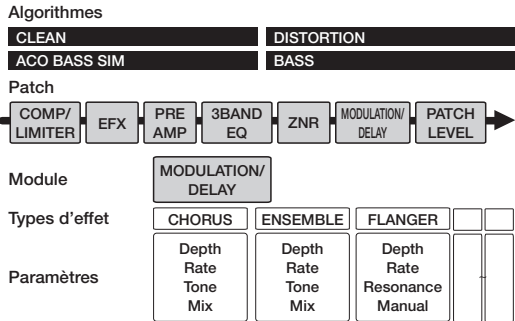 Algorithmes
CLEAN DISTORTION
ACO BASS SIM BASS
Patch
COMP/ LIMITER EFX PRE AMP 3BAND EQ ZNR MODULATION/ DELAY PATCH LEVEL
Module MODULATION/ DELAY
Types d'effet CHORUS ENSEMBLE FLANGER
Paramètres
Depth Depth Depth
Rate Rate Rate
Tone Tone Resonance
Mix Mix Manual
~